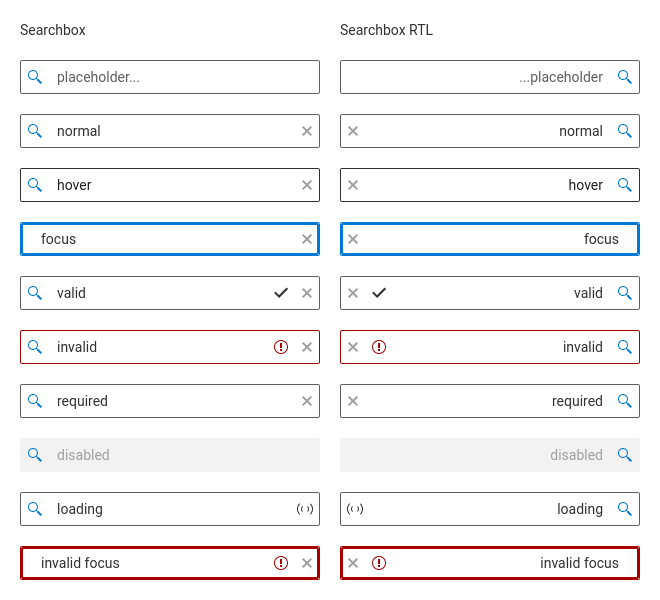 Searchbox
placeholder...
normal
hover
focus
valid
invalid
required
disabled
loading
invalid focus
Searchbox RTL
...placeholder
normal
hover
focus
valid
invalid
required
disabled
loading
invalid focus